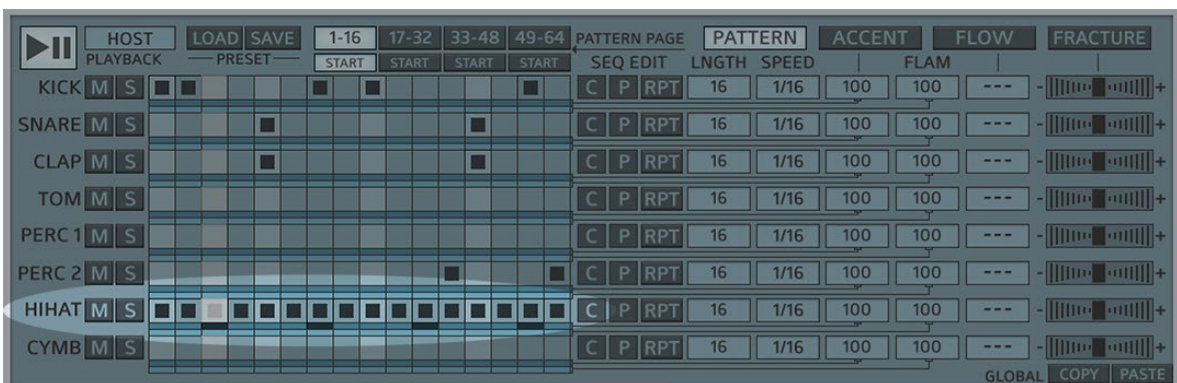 HOST LOAD SAVE 1-16 17-32 33-48 49-64 PATTERN PAGE PATTERN ACCENT FLOW FRACTURE
PLAYBACK PRESET START START START START SEQ EDIT LNGTH SPEED FLAM
KICK M S C P RPT 16 1/16 100 100 --- - +
SNARE M S C P RPT 16 1/16 100 100 --- - +
CLAP M S C P RPT 16 1/16 100 100 --- - +
TOM M S C P RPT 16 1/16 100 100 --- - +
PERC 1 M S C P RPT 16 1/16 100 100 --- - +
PERC 2 M S C P RPT 16 1/16 100 100 --- - +
HIHAT M S C P RPT 16 1/16 100 100 --- - +
CYMB M S C P RPT 16 1/16 100 100 --- - +
GLOBAL COPY PASTE